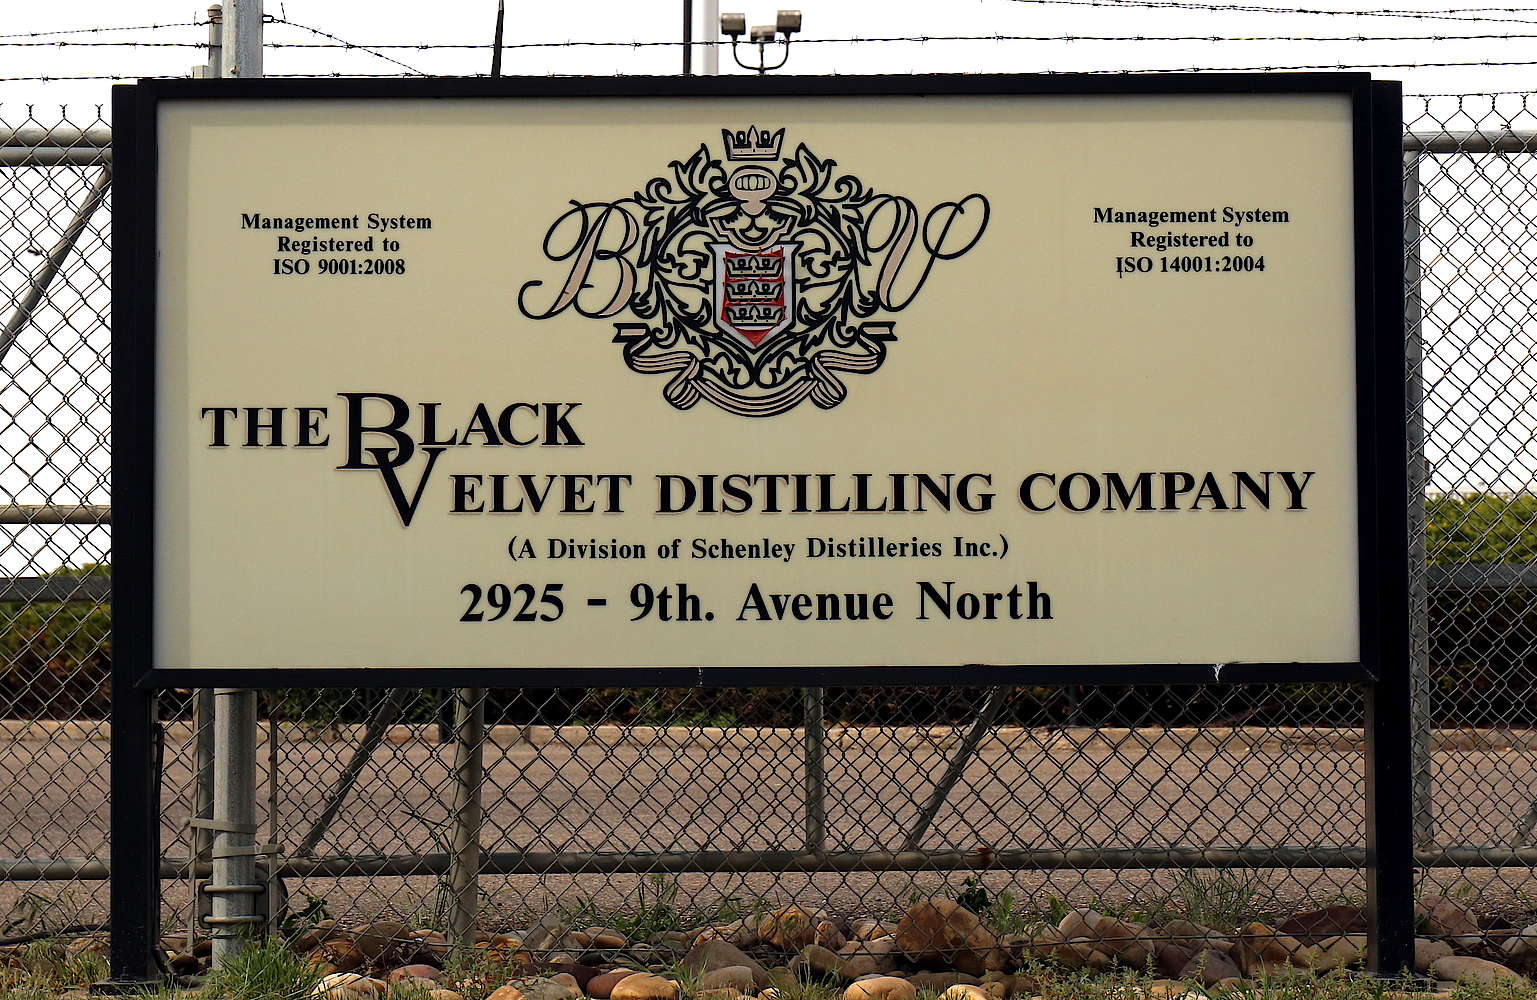 B V
Management System
Registered to
ISO 9001:2008
Management System
Registered to
ISO 14001:2004
THE BLACK
VELVET DISTILLING COMPANY
(A Division of Schenley Distilleries Inc.)
2925 - 9th. Avenue North